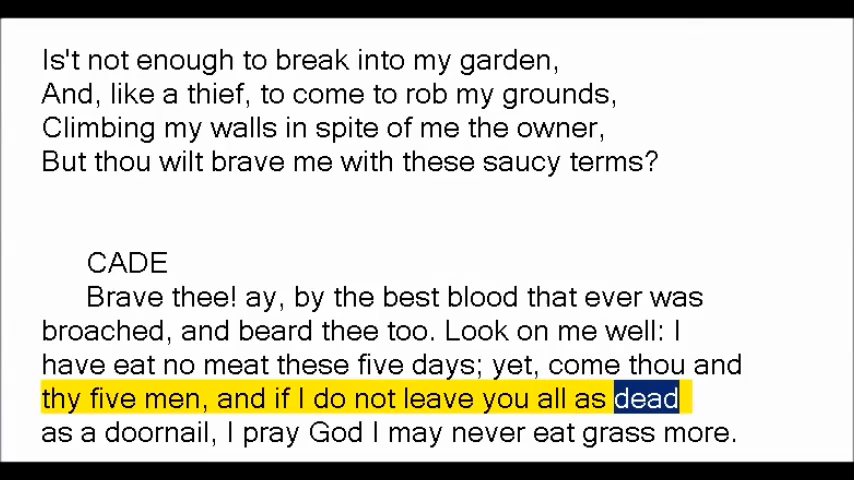 Is't not enough to break into my garden,
And, like a thief, to come to rob my grounds,
Climbing my walls in spite of me the owner,
But thou wilt brave me with these saucy terms?
CADE
Brave thee! ay, by the best blood that ever was
broached, and beard thee too. Look on me well: I
have eat no meat these five days; yet, come thou and
thy five men, and if I do not leave you all as dead
as a doornail, I pray God I may never eat grass more.